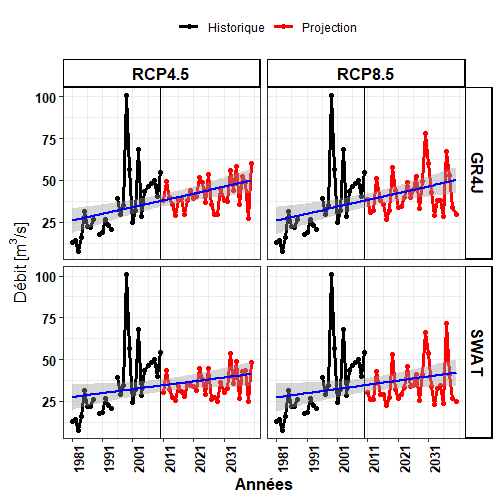 Historique Projection
RCP4.5 RCP8.5
Débit [m³/s]
100
75
50
25
GR4J
100
75
50
25
SWAT
1981 1991 2001 2011 2021 2031 1981 1991 2001 2011 2021 2031
Années